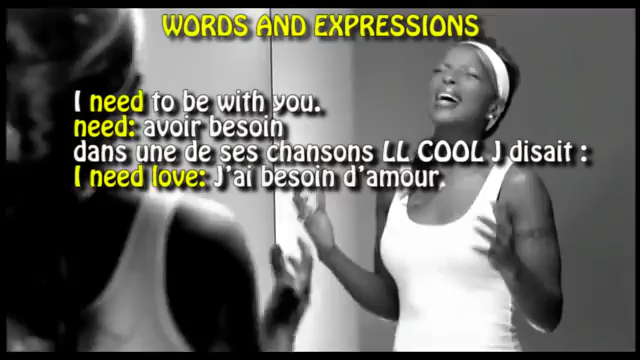 WORDS AND EXPRESSIONS
I need to be with you.
need: avoir besoin
dans une de ses chansons LL COOL J disait :
I need love: J'ai besoin d'amour.